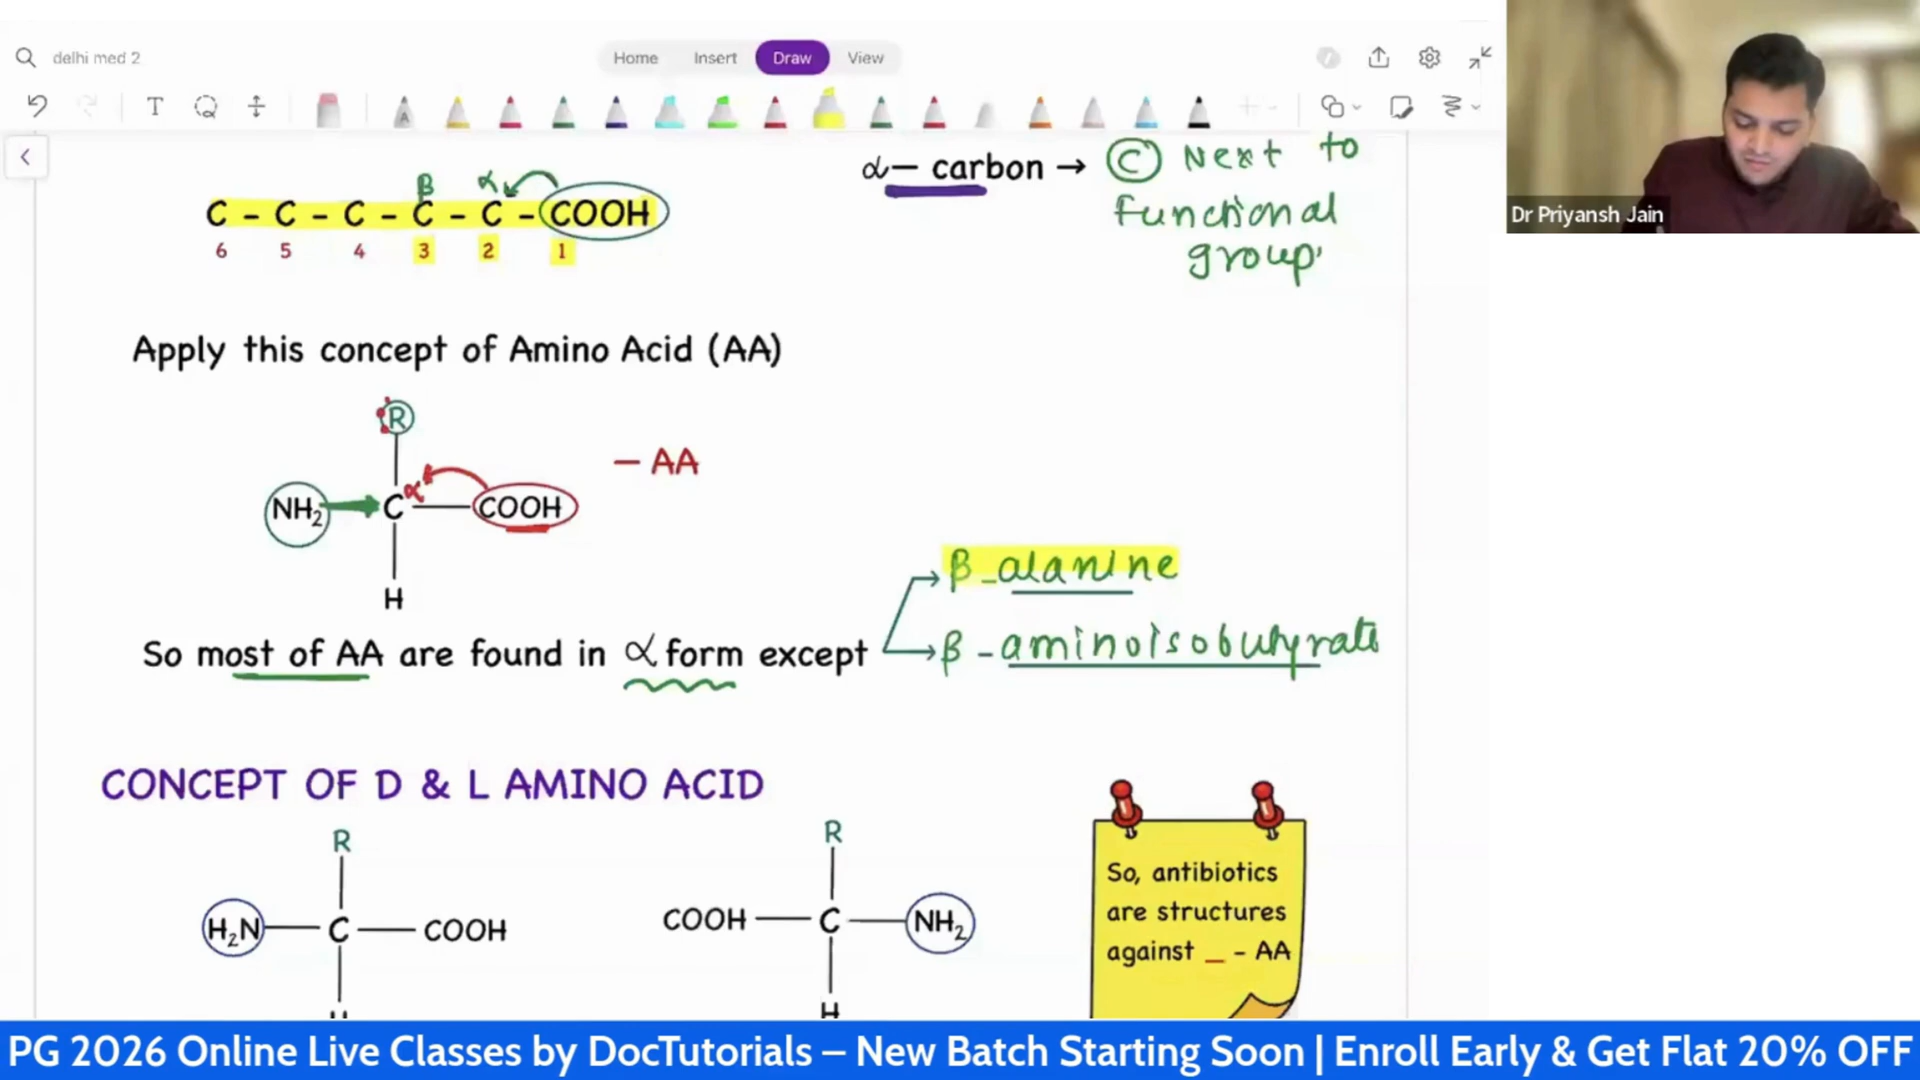 delhi med 2
Home Insert Draw View
T
A
α– carbon → C Next to
functional
group
β α
C – C – C – C – C – COOH
6 5 4 3 2 1
Dr Priyansh Jain
Apply this concept of Amino Acid (AA)
R
– AA
NH2 C α COOH
H
β-alanine
So most of AA are found in α form except
β-aminoisobutyrate
CONCEPT OF D & L AMINO ACID
R R
H2N C COOH
COOH C NH2
H H
So, antibiotics
are structures
against _ - AA
PG 2026 Online Live Classes by DocTutorials – New Batch Starting Soon | Enroll Early & Get Flat 20% OFF